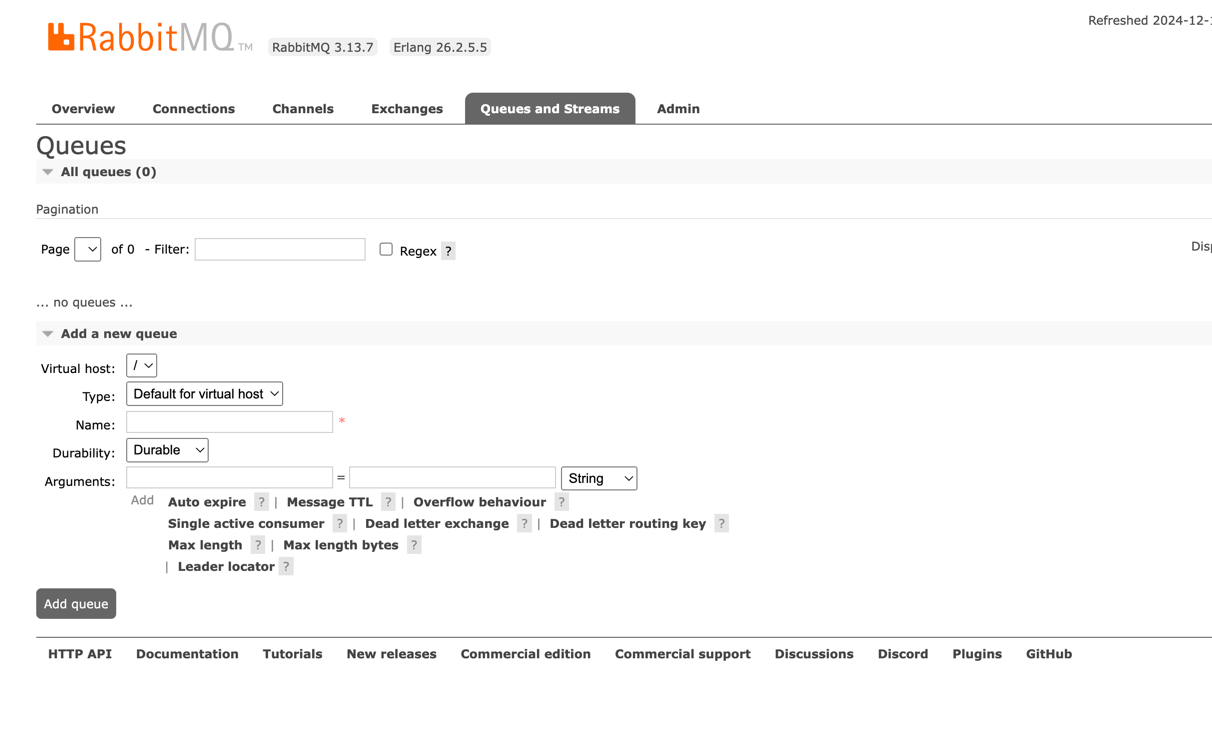 Refreshed 2024-12-
RabbitMQ TM RabbitMQ 3.13.7 Erlang 26.2.5.5
Overview Connections Channels Exchanges Queues and Streams Admin
Queues
All queues (0)
Pagination
Page of 0 - Filter: Regex ?
... no queues ...
Add a new queue
Virtual host: /
Type: Default for virtual host
Name: *
Durability: Durable
Arguments: = String
Add Auto expire ? | Message TTL ? | Overflow behaviour ?
Single active consumer ? | Dead letter exchange ? | Dead letter routing key ?
Max length ? | Max length bytes ?
| Leader locator ?
Add queue
HTTP API Documentation Tutorials New releases Commercial edition Commercial support Discussions Discord Plugins GitHub